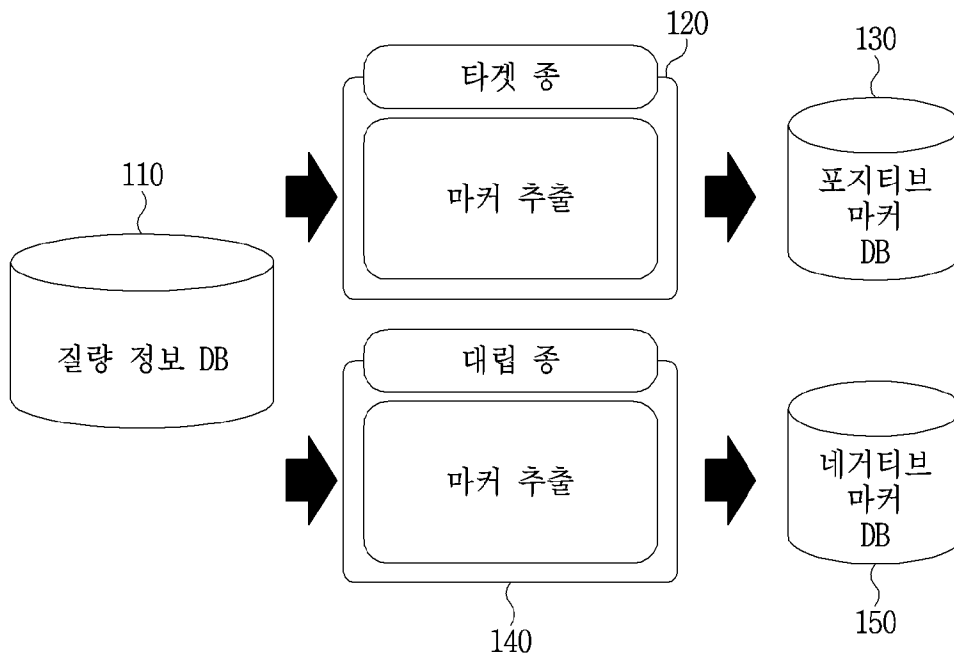 120
타겟 종
130
마커 추출
포지티브
마커
DB
110
질량 정보 DB
대립 종
마커 추출
네거티브
마커
DB
140
150